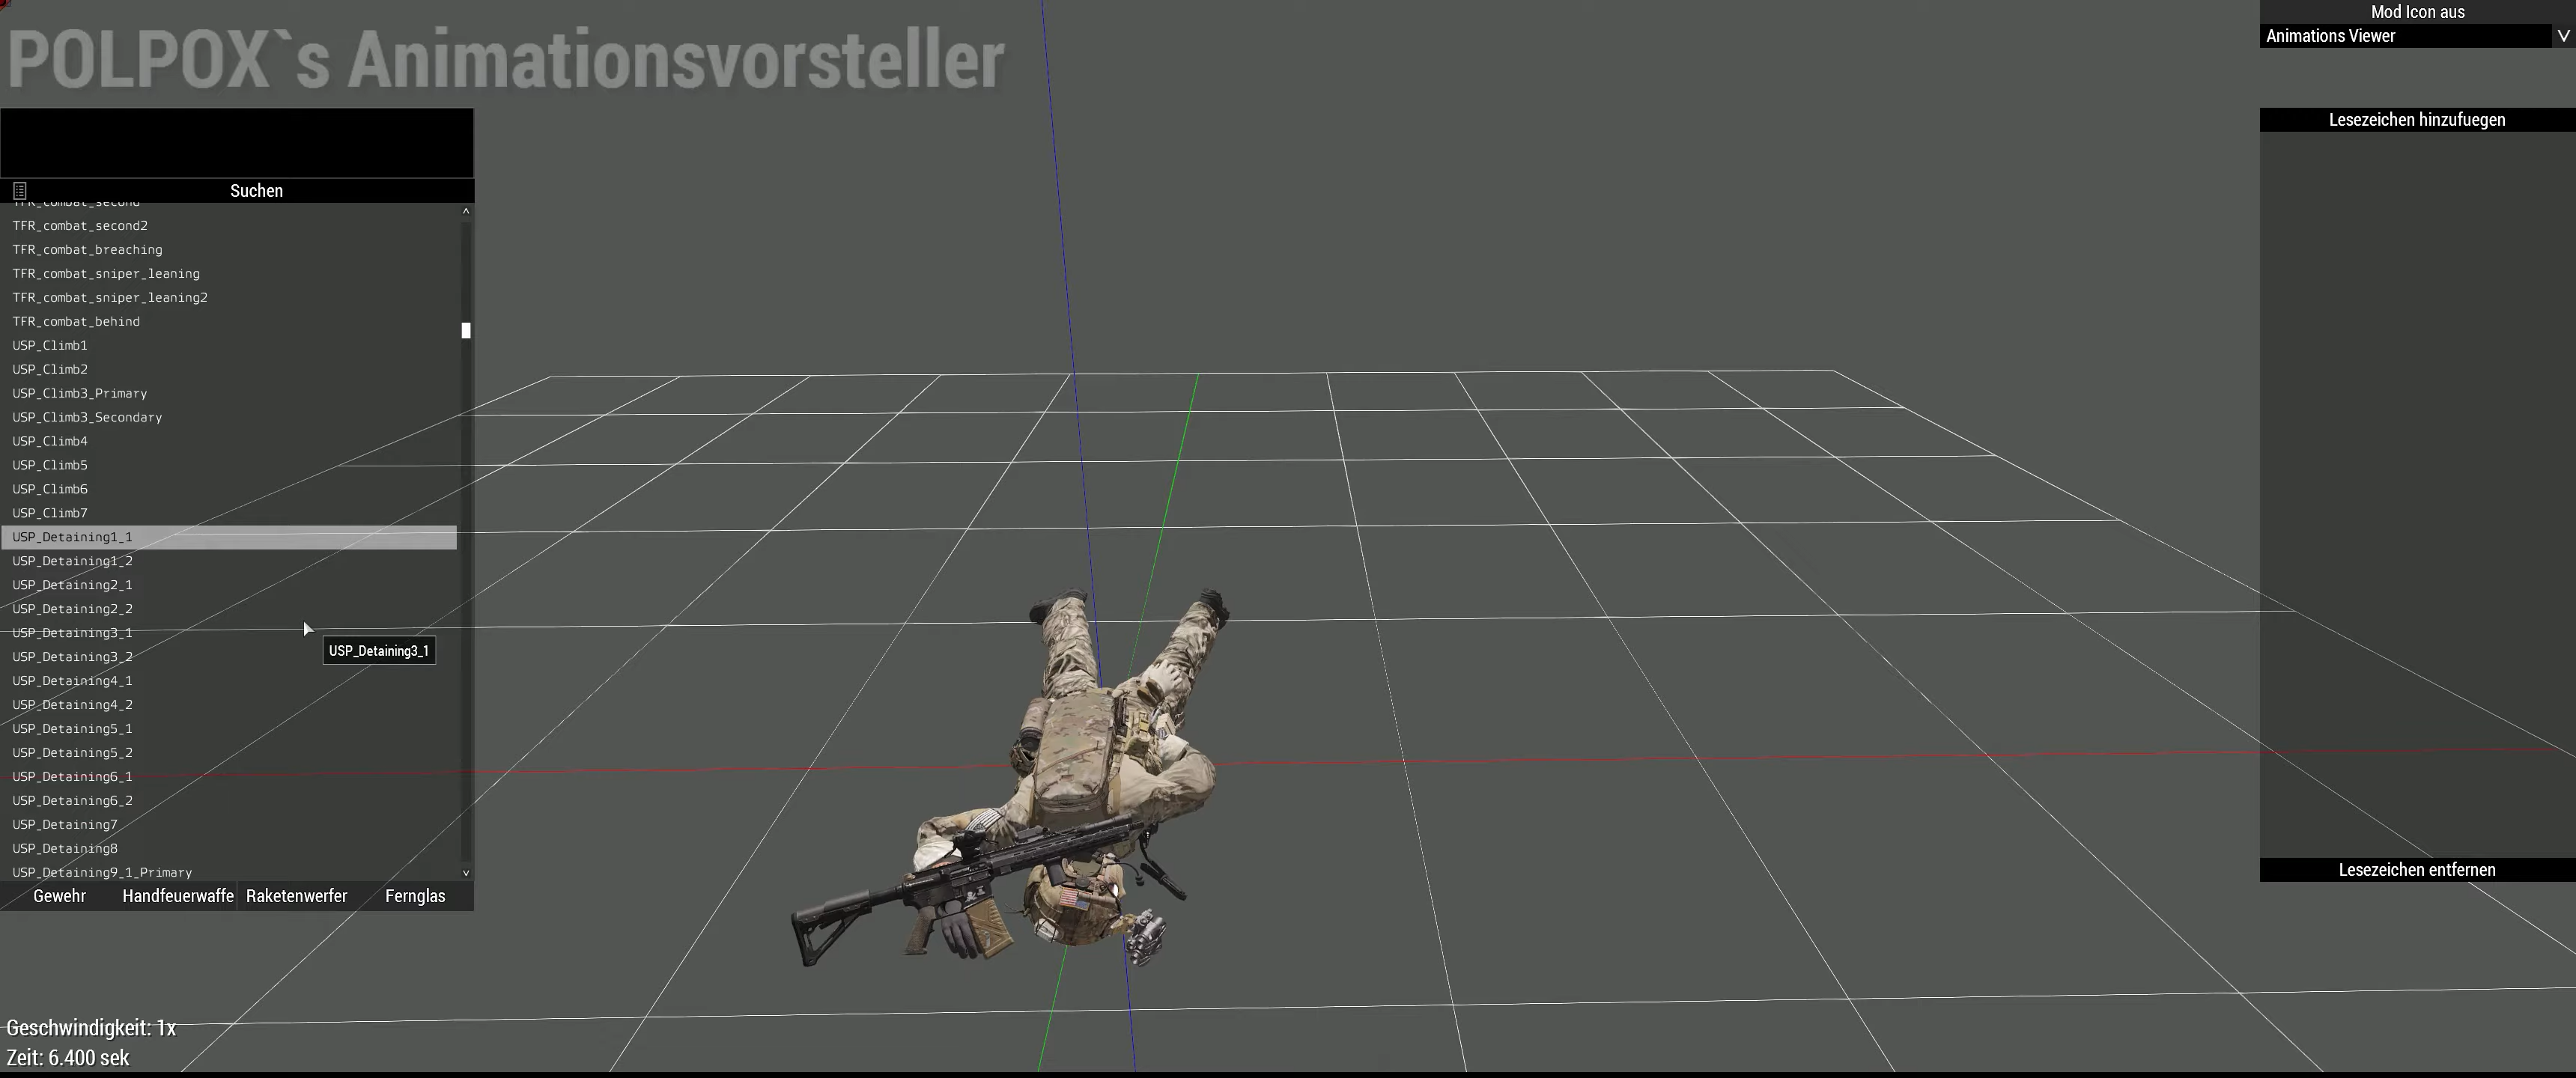 POLPOX`s Animationsvorsteller
Mod Icon aus
Animations Viewer
Lesezeichen hinzufuegen
Suchen
TFR_combat_second
TFR_combat_second2
TFR_combat_breaching
TFR_combat_sniper_leaning
TFR_combat_sniper_leaning2
TFR_combat_behind
USP_Climb1
USP_Climb2
USP_Climb3_Primary
USP_Climb3_Secondary
USP_Climb4
USP_Climb5
USP_Climb6
USP_Climb7
USP_Detaining1_1
USP_Detaining1_2
USP_Detaining2_1
USP_Detaining2_2
USP_Detaining3_1
USP_Detaining3_1
USP_Detaining3_2
USP_Detaining4_1
USP_Detaining4_2
USP_Detaining5_1
USP_Detaining5_2
USP_Detaining6_1
USP_Detaining6_2
USP_Detaining7
USP_Detaining8
USP_Detaining9_1_Primary
Gewehr Handfeuerwaffe Raketenwerfer Fernglas
Lesezeichen entfernen
Geschwindigkeit: 1x
Zeit: 6.400 sek